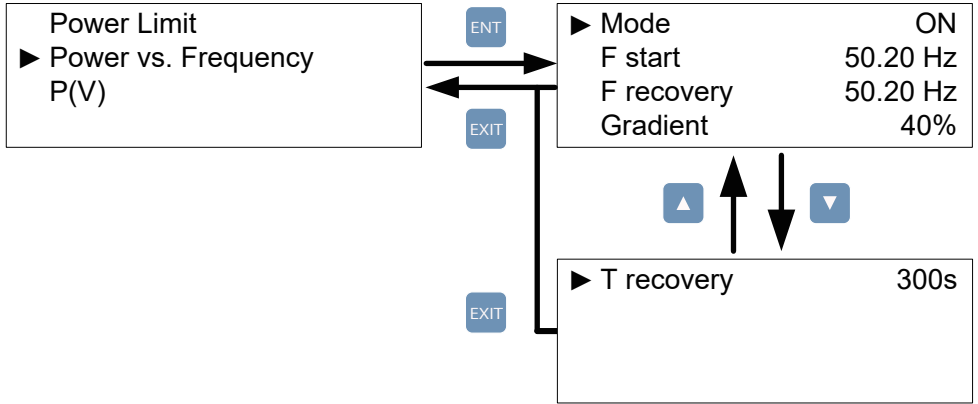 Power Limit
► Power vs. Frequency
P(V)
ENT
EXIT
► Mode ON
F start 50.20 Hz
F recovery 50.20 Hz
Gradient 40%
▲
▼
EXIT
► T recovery 300s